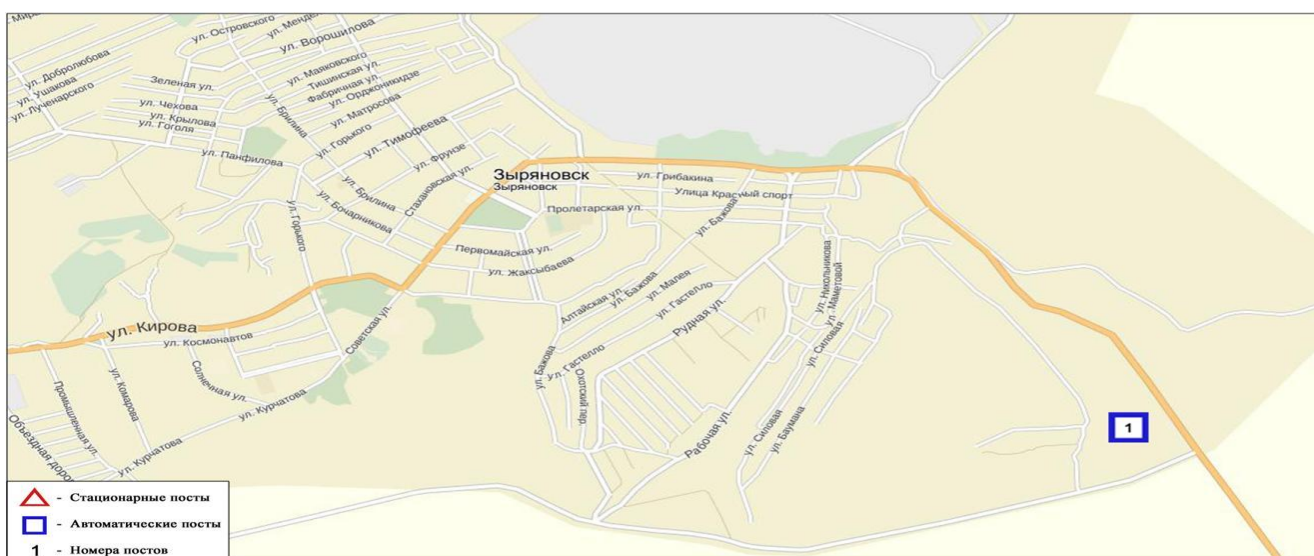 ул. Островского
ул. Ворошилова
ул. Добролюбова
ул. Ушакова
ул. Лученарского
Зеленая ул.
ул. Маяковского
Тишинская ул.
Фабричная ул.
ул. Орджоникидзе
ул. Чехова
ул. Крылова
ул. Гоголя
ул. Брилина
ул. Матросова
ул. Горького
ул. Тимофеева
ул. Панфилова
ул. Фрунзе
Стахановская ул.
Зыряновск
Зыряновск
ул. Грибакина
Улица Красный спорт
Пролетарская ул.
ул. Бажова
ул. Брилина
ул. Бочарникова
ул. Горького
Первомайская ул.
ул. Жаксыбаева
ул. Никольникова
ул. Маметовой
ул. Малея
ул. Бажова
ул. Гастелло
Алтайская ул.
Рудная ул.
ул. Кирова
ул. Космонавтов
Советская ул.
ул. Силовая
ул. Бажова
ул. Гастелло
Охотский пер.
Солнечная ул.
ул. Комарова
Промышленная ул.
ул. Курчатова
ул. Курчатова
Рабочая ул.
ул. Силовая
ул. Баумана
1
- Стационарные посты
- Автоматические посты
1 - Номера постов